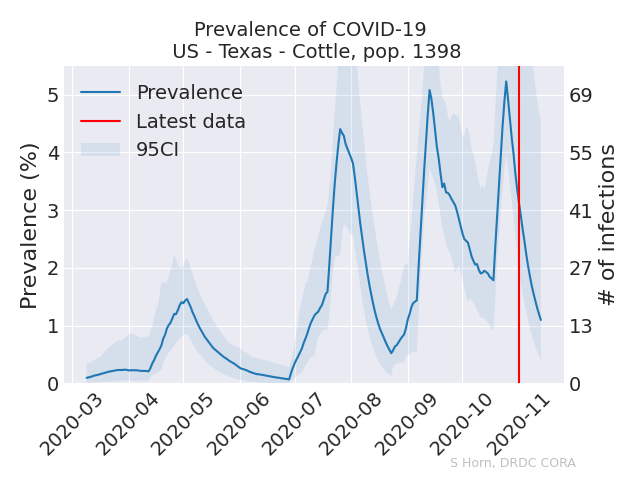 Prevalence of COVID-19
US - Texas - Cottle, pop. 1398
Prevalence
Latest data
95CI
Prevalence (%)
# of infections
5
4
3
2
1
0
69
55
41
27
13
0
2020-03
2020-04
2020-05
2020-06
2020-07
2020-08
2020-09
2020-10
2020-11
S Horn, DRDC CORA